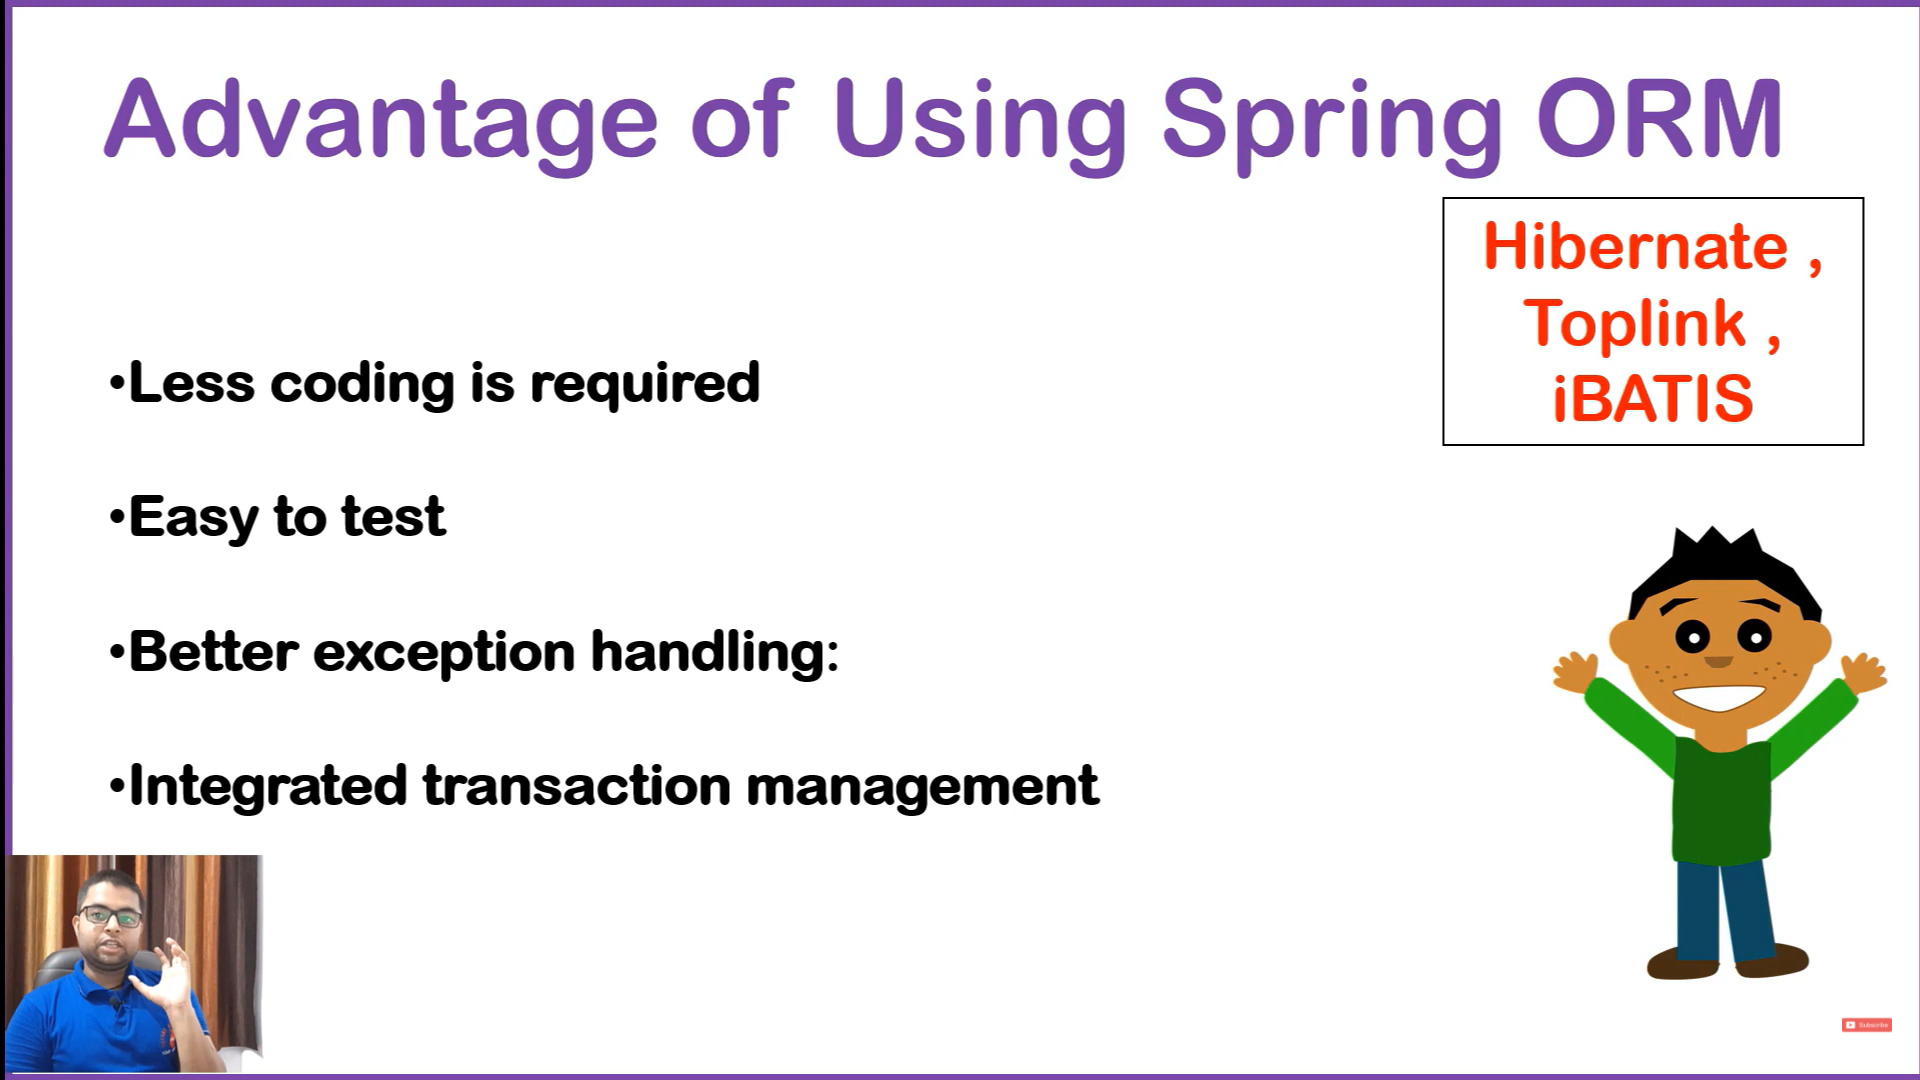 Advantage of Using Spring ORM
Hibernate ,
Toplink ,
iBATIS
•Less coding is required
•Easy to test
•Better exception handling:
•Integrated transaction management
Subscribe